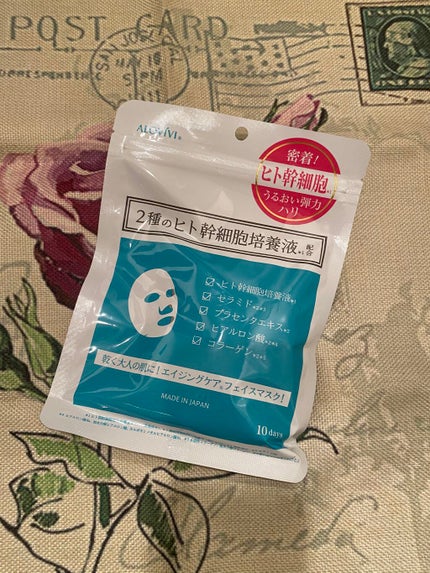 POST CARD
ALOVIVI®
密着！
ヒト幹細胞
うるおい弾力
ハリ
2種のヒト幹細胞培養液 配合
ヒト幹細胞培養液
セラミド
プラセンタエキス
ヒアルロン酸
コラーゲン
乾く大人の肌に！エイジングケア フェイスマスク！
MADE IN JAPAN
10 days